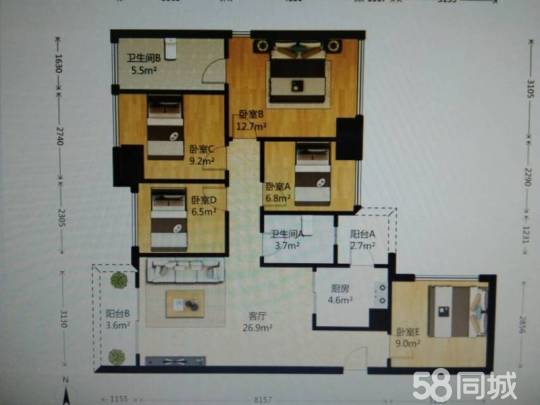 1630
2740
2305
3130
3105
2290
1231
2856
卫生间B
5.5m²
卧室B
12.7m²
卧室C
9.2m²
卧室A
6.8m²
卧室D
6.5m²
卫生间A
3.7m²
阳台A
2.7m²
厨房
4.6m²
阳台B
3.6m²
客厅
26.9m²
卧室E
9.0m²
N
1155
8157
58同城